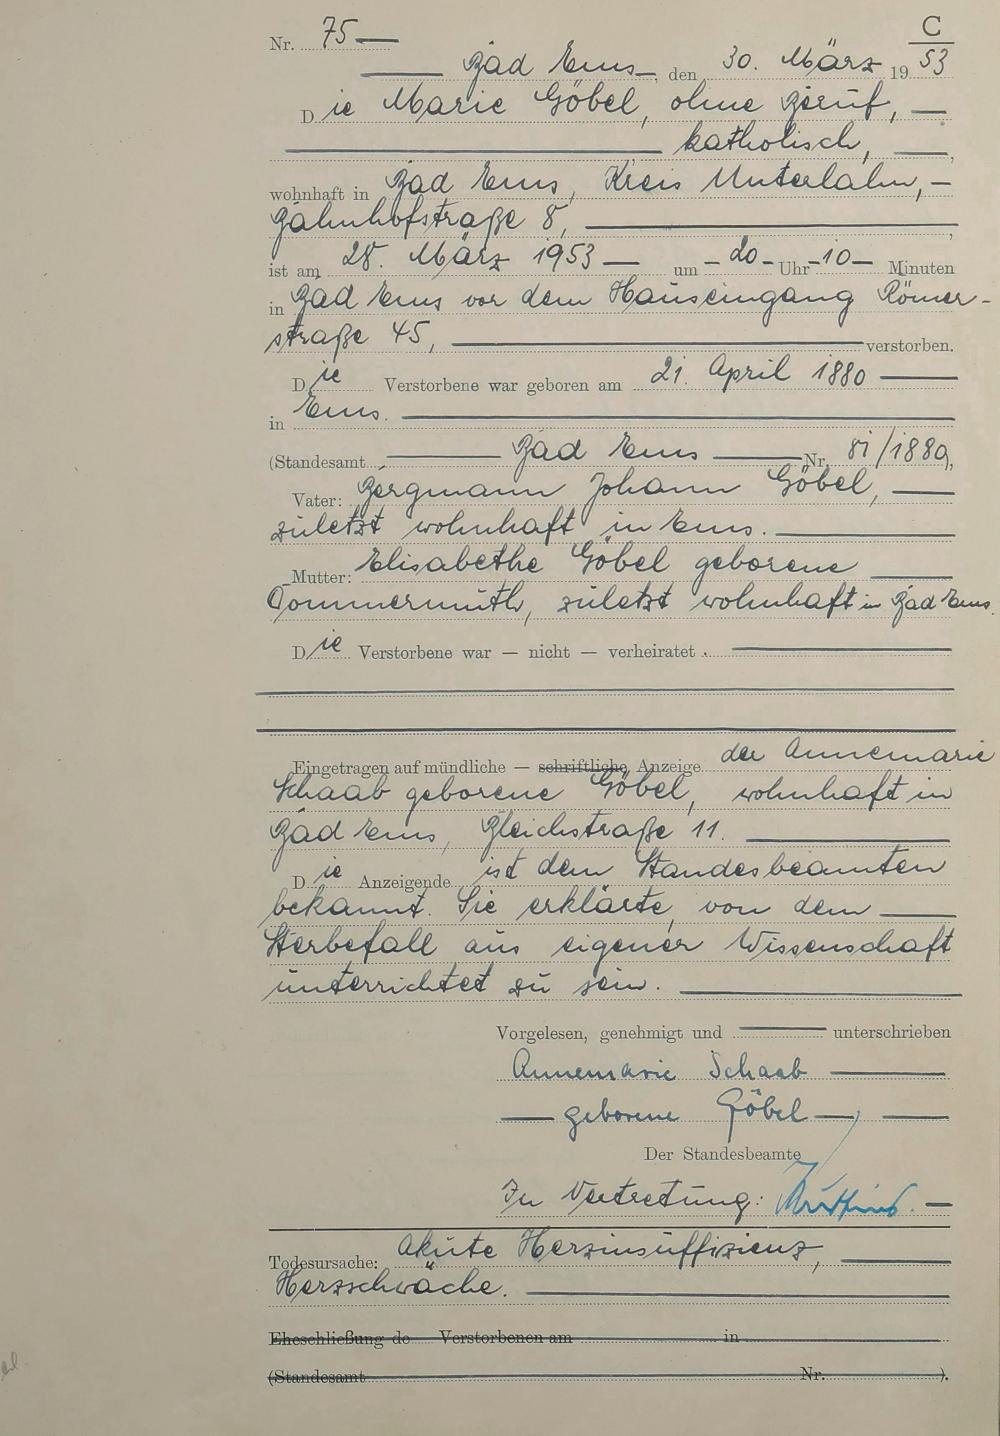 C
Nr. 75
Bad Ems, den 30. März 1953
Die Marie Göbel, ohne Beruf,
katholisch,
wohnhaft in Bad Ems, Kreis Unterlahn,
Bahnhofstraße 8,
ist am 28. März 1953 um 20 Uhr 10 Minuten
in Bad Ems vor dem Hauseingang Römer-
straße 45, verstorben.
Die Verstorbene war geboren am 21. April 1880
in Ems.
(Standesamt Bad Ems Nr. 81/1880),
Vater: Bergmann Johann Göbel,
zuletzt wohnhaft in Ems.
Mutter: Elisabethe Göbel geborene
Dommermuth, zuletzt wohnhaft in Bad Ems.
Die Verstorbene war — nicht — verheiratet.
Eingetragen auf mündliche — schriftliche Anzeige der Annemarie
Schaab geborene Göbel, wohnhaft in
Bad Ems, Bleichstraße 11.
Die Anzeigende ist dem Standesbeamten
bekannt. Sie erklärte, von dem
Sterbefall aus eigener Wissenschaft
unterrichtet zu sein.
Vorgelesen, genehmigt und unterschrieben
Annemarie Schaab
geborene Göbel
Der Standesbeamte
In Vertretung:
Todesursache: Akute Herzinsuffizienz,
Herzschwäche.
Eheschließung de Verstorbenen am in
(Standesamt Nr. ).